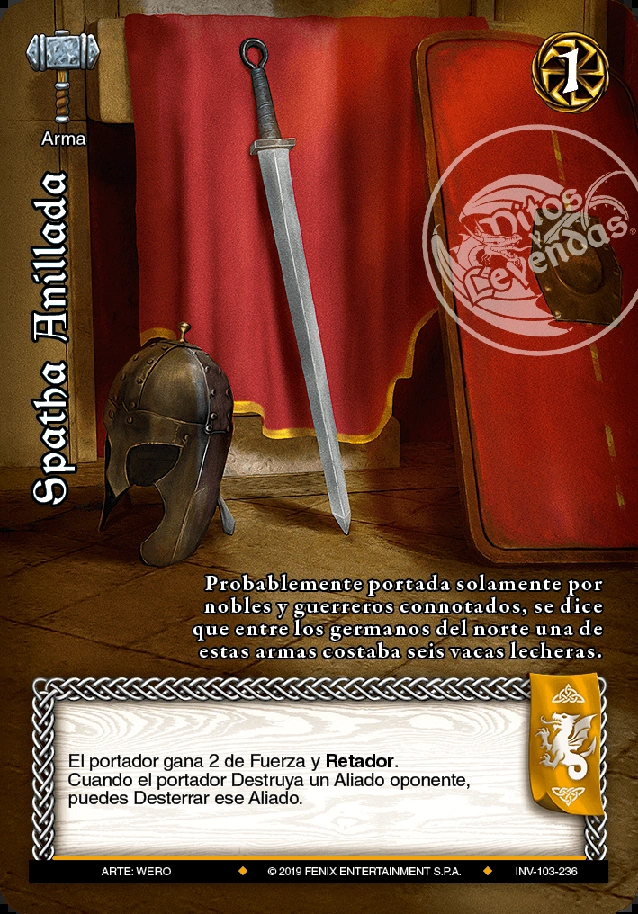 Arma
1
Spatha Anillada
Mitos
y
Leyendas®
Probablemente portada solamente por
nobles y guerreros connotados, se dice
que entre los germanos del norte una de
estas armas costaba seis vacas lecheras.
El portador gana 2 de Fuerza y Retador.
Cuando el portador Destruya un Aliado oponente,
puedes Desterrar ese Aliado.
ARTE: WERO
© 2019 FENIX ENTERTAINMENT S.P.A.
INV-103-236